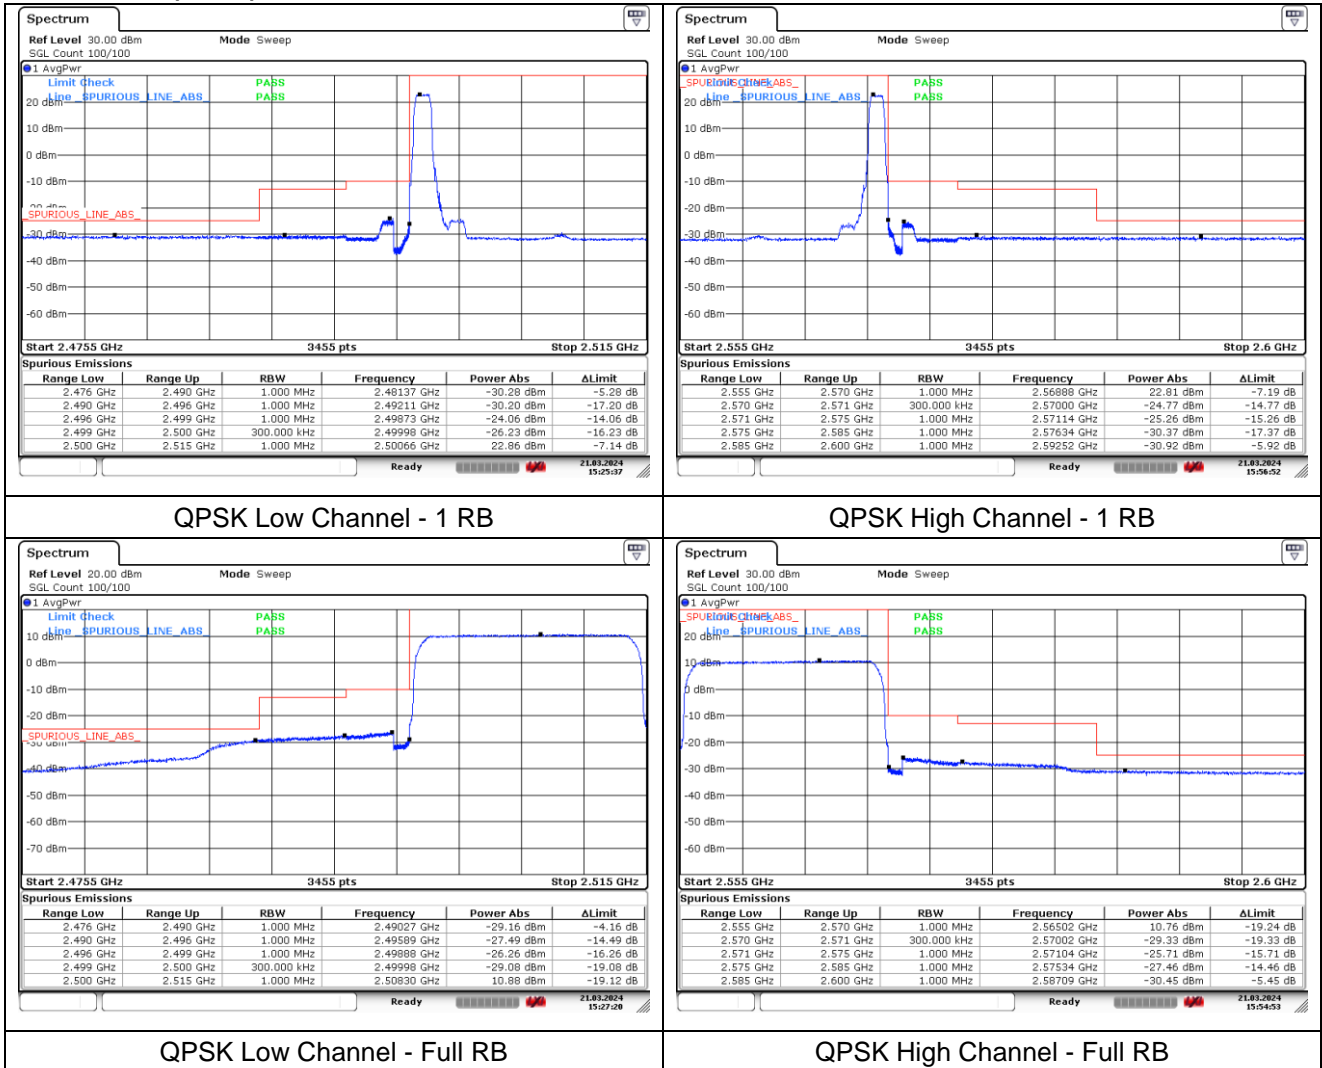 Spectrum
Ref Level 30.00 dBm Mode Sweep
SGL Count 100/100
1 AvgPwr
Limit Check PASS
Line _SPURIOUS_LINE_ABS_ PASS
20 dBm
10 dBm
0 dBm
-10 dBm
-20 dBm
_SPURIOUS_LINE_ABS_
-30 dBm
-40 dBm
-50 dBm
-60 dBm
Start 2.4755 GHz 3455 pts Stop 2.515 GHz
Spurious Emissions
Range Low Range Up RBW Frequency Power Abs ΔLimit
2.476 GHz 2.490 GHz 1.000 MHz 2.48137 GHz -30.28 dBm -5.28 dB
2.490 GHz 2.496 GHz 1.000 MHz 2.49211 GHz -30.20 dBm -17.20 dB
2.496 GHz 2.499 GHz 1.000 MHz 2.49873 GHz -24.06 dBm -14.06 dB
2.499 GHz 2.500 GHz 300.000 kHz 2.49998 GHz -26.23 dBm -16.23 dB
2.500 GHz 2.515 GHz 1.000 MHz 2.50066 GHz 22.86 dBm -7.14 dB
Ready 21.03.2024
15:25:37
QPSK Low Channel - 1 RB
Spectrum
Ref Level 30.00 dBm Mode Sweep
SGL Count 100/100
1 AvgPwr
_SPURIOUS_LINE_ABS_
Limit Check PASS
Line _SPURIOUS_LINE_ABS_ PASS
20 dBm
10 dBm
0 dBm
-10 dBm
-20 dBm
-30 dBm
-40 dBm
-50 dBm
-60 dBm
Start 2.555 GHz 3455 pts Stop 2.6 GHz
Spurious Emissions
Range Low Range Up RBW Frequency Power Abs ΔLimit
2.555 GHz 2.570 GHz 1.000 MHz 2.56888 GHz 22.81 dBm -7.19 dB
2.570 GHz 2.571 GHz 300.000 kHz 2.57000 GHz -24.77 dBm -14.77 dB
2.571 GHz 2.575 GHz 1.000 MHz 2.57114 GHz -25.26 dBm -15.26 dB
2.575 GHz 2.585 GHz 1.000 MHz 2.57634 GHz -30.37 dBm -17.37 dB
2.585 GHz 2.600 GHz 1.000 MHz 2.59252 GHz -30.92 dBm -5.92 dB
Ready 21.03.2024
15:56:52
QPSK High Channel - 1 RB
Spectrum
Ref Level 20.00 dBm Mode Sweep
SGL Count 100/100
1 AvgPwr
Limit Check PASS
Line _SPURIOUS_LINE_ABS_ PASS
10 dBm
0 dBm
-10 dBm
-20 dBm
_SPURIOUS_LINE_ABS_
-30 dBm
-40 dBm
-50 dBm
-60 dBm
-70 dBm
Start 2.4755 GHz 3455 pts Stop 2.515 GHz
Spurious Emissions
Range Low Range Up RBW Frequency Power Abs ΔLimit
2.476 GHz 2.490 GHz 1.000 MHz 2.49027 GHz -29.16 dBm -4.16 dB
2.490 GHz 2.496 GHz 1.000 MHz 2.49589 GHz -27.49 dBm -14.49 dB
2.496 GHz 2.499 GHz 1.000 MHz 2.49888 GHz -26.26 dBm -16.26 dB
2.499 GHz 2.500 GHz 300.000 kHz 2.49998 GHz -29.08 dBm -19.08 dB
2.500 GHz 2.515 GHz 1.000 MHz 2.50830 GHz 10.88 dBm -19.12 dB
Ready 21.03.2024
15:27:20
QPSK Low Channel - Full RB
Spectrum
Ref Level 30.00 dBm Mode Sweep
SGL Count 100/100
1 AvgPwr
_SPURIOUS_LINE_ABS_
Limit Check PASS
Line _SPURIOUS_LINE_ABS_ PASS
20 dBm
10 dBm
0 dBm
-10 dBm
-20 dBm
-30 dBm
-40 dBm
-50 dBm
-60 dBm
Start 2.555 GHz 3455 pts Stop 2.6 GHz
Spurious Emissions
Range Low Range Up RBW Frequency Power Abs ΔLimit
2.555 GHz 2.570 GHz 1.000 MHz 2.56502 GHz 10.76 dBm -19.24 dB
2.570 GHz 2.571 GHz 300.000 kHz 2.57002 GHz -29.33 dBm -19.33 dB
2.571 GHz 2.575 GHz 1.000 MHz 2.57104 GHz -25.71 dBm -15.71 dB
2.575 GHz 2.585 GHz 1.000 MHz 2.57534 GHz -27.46 dBm -14.46 dB
2.585 GHz 2.600 GHz 1.000 MHz 2.58709 GHz -30.45 dBm -5.45 dB
Ready 21.03.2024
15:54:53
QPSK High Channel - Full RB